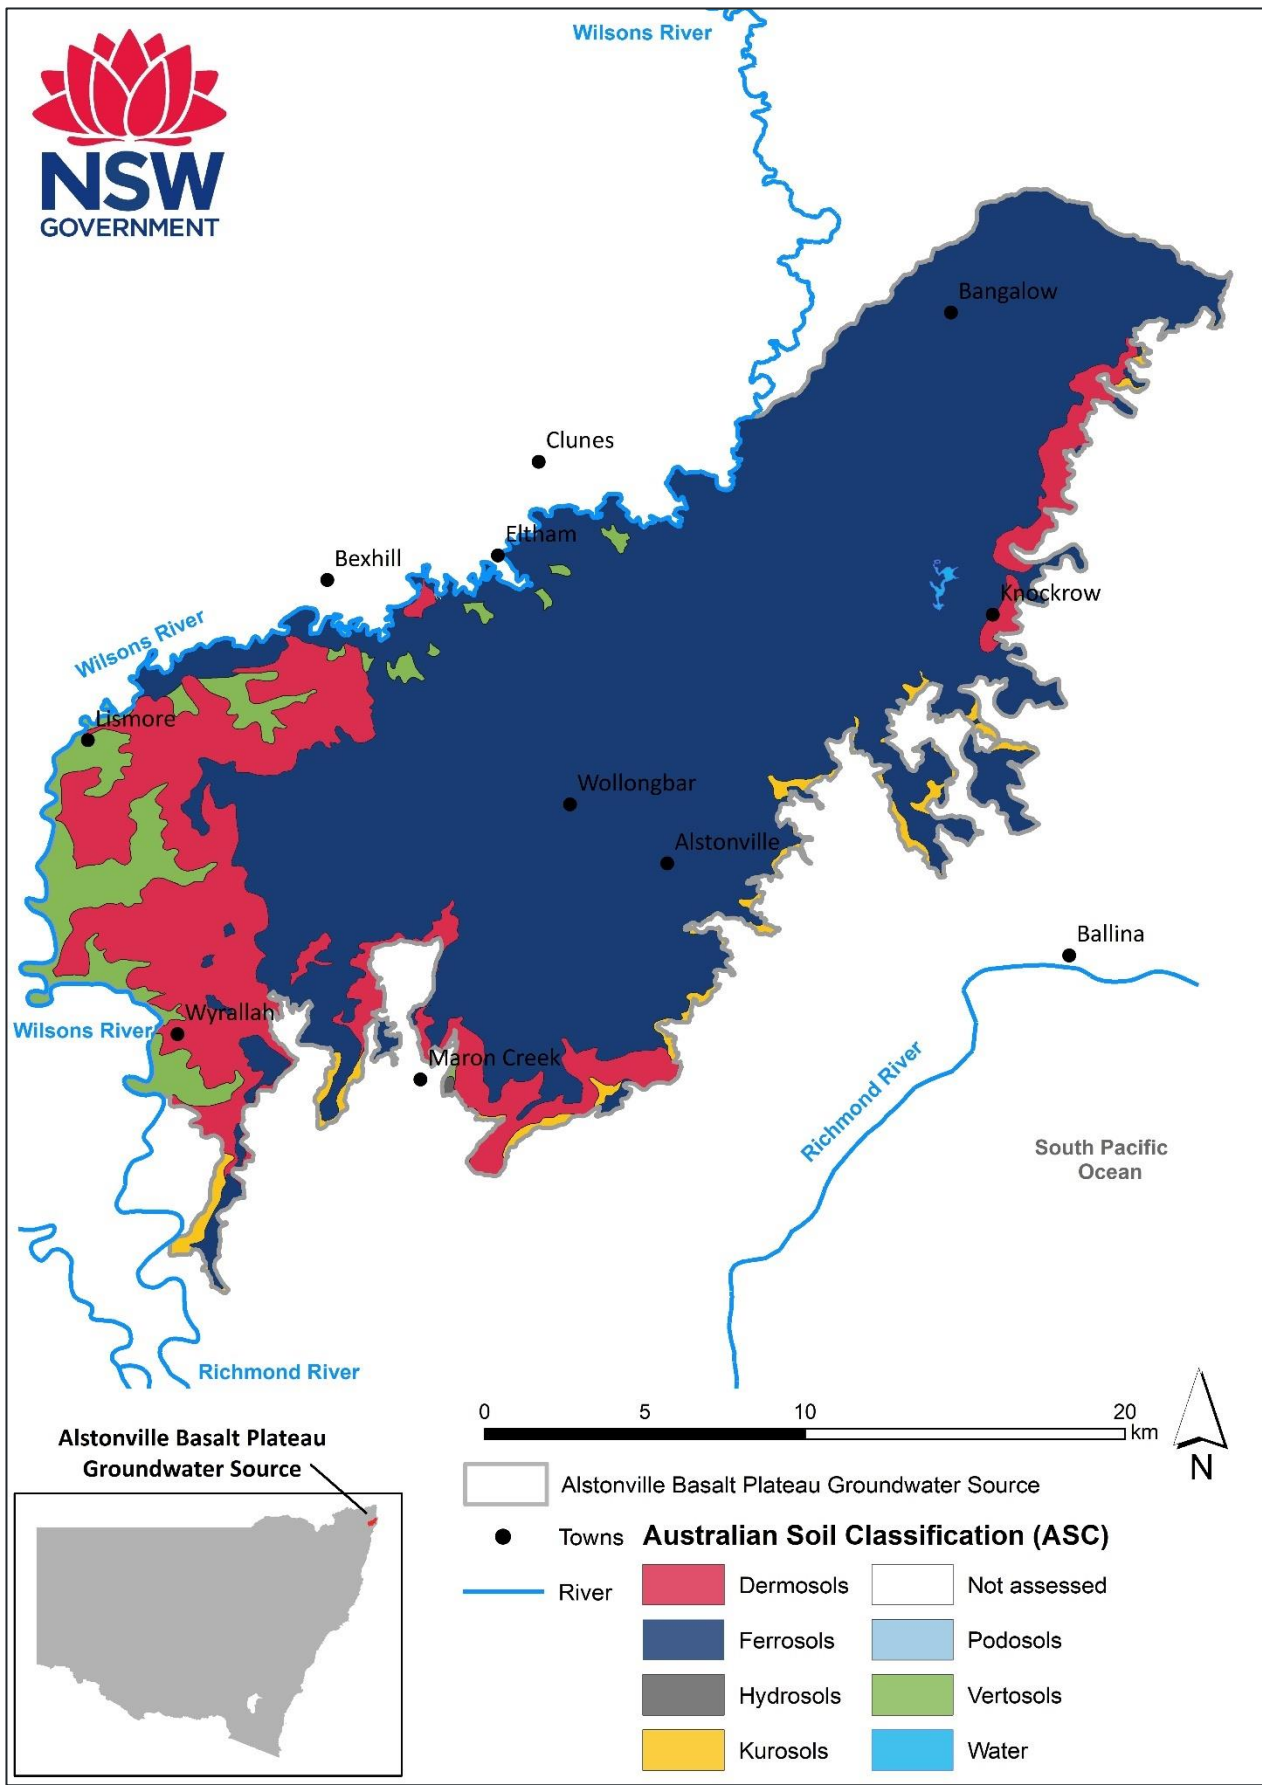 Wilsons River
NSW
GOVERNMENT
Bangalow
Clunes
Eltham
Bexhill
Knockrow
Wilsons River
Lismore
Wollongbar
Alstonville
Ballina
Wyrallah
Wilsons River
Maron Creek
Richmond River
South Pacific
Ocean
Richmond River
0 5 10 20
km
N
Alstonville Basalt Plateau
Groundwater Source
Alstonville Basalt Plateau Groundwater Source
Towns
River
Australian Soil Classification (ASC)
Dermosols
Ferrosols
Hydrosols
Kurosols
Not assessed
Podosols
Vertosols
Water